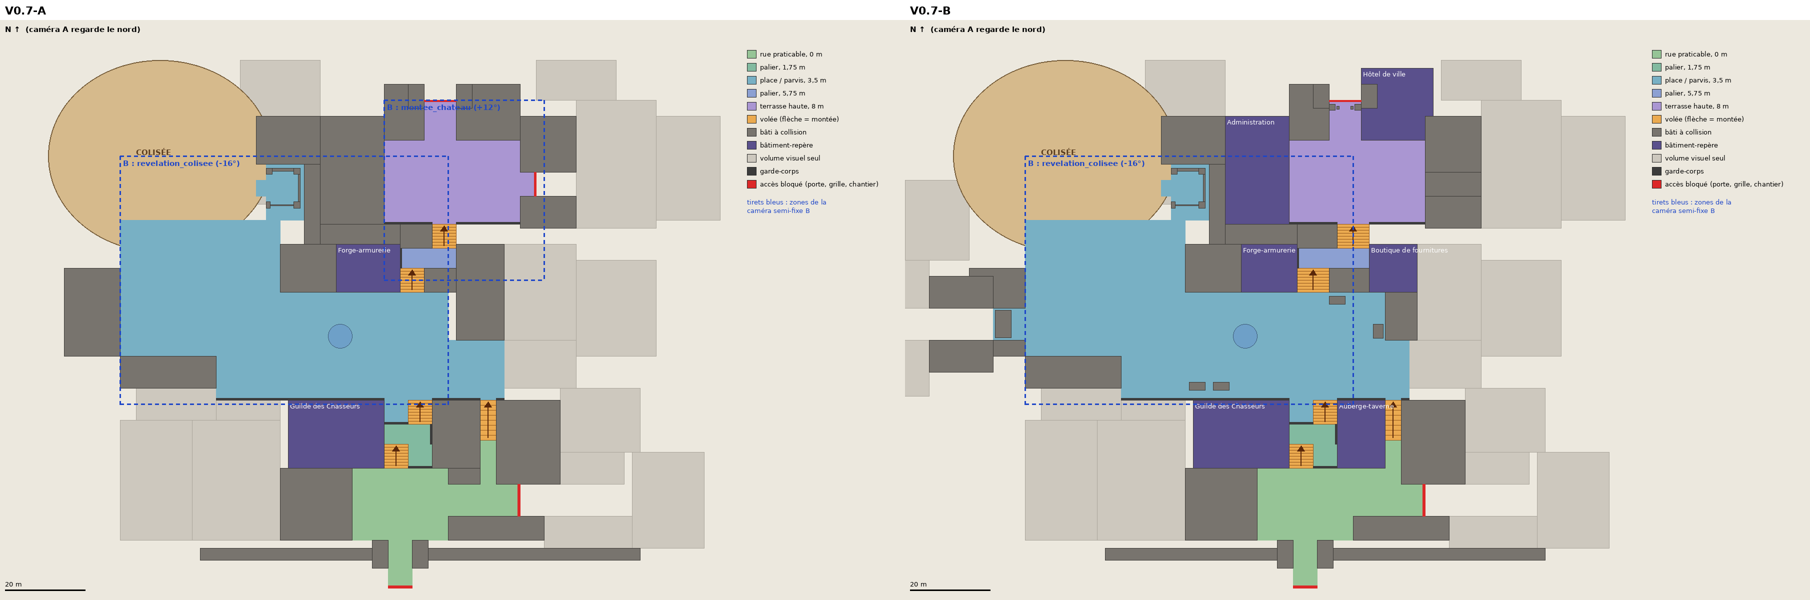 V0.7-A
N ↑ (caméra A regarde le nord)
COLISÉE
B : revelation_colisee (-16°)
B : montee_chateau (+12°)
Forge-armurerie
Guilde des Chasseurs
20 m
rue praticable, 0 m
palier, 1,75 m
place / parvis, 3,5 m
palier, 5,75 m
terrasse haute, 8 m
volée (flèche = montée)
bâti à collision
bâtiment-repère
volume visuel seul
garde-corps
accès bloqué (porte, grille, chantier)
tirets bleus : zones de la
caméra semi-fixe B
V0.7-B
N ↑ (caméra A regarde le nord)
Hôtel de ville
Administration
COLISÉE
B : revelation_colisee (-16°)
Forge-armurerie
Boutique de fournitures
Guilde des Chasseurs
Auberge-taverne
20 m
rue praticable, 0 m
palier, 1,75 m
place / parvis, 3,5 m
palier, 5,75 m
terrasse haute, 8 m
volée (flèche = montée)
bâti à collision
bâtiment-repère
volume visuel seul
garde-corps
accès bloqué (porte, grille, chantier)
tirets bleus : zones de la
caméra semi-fixe B